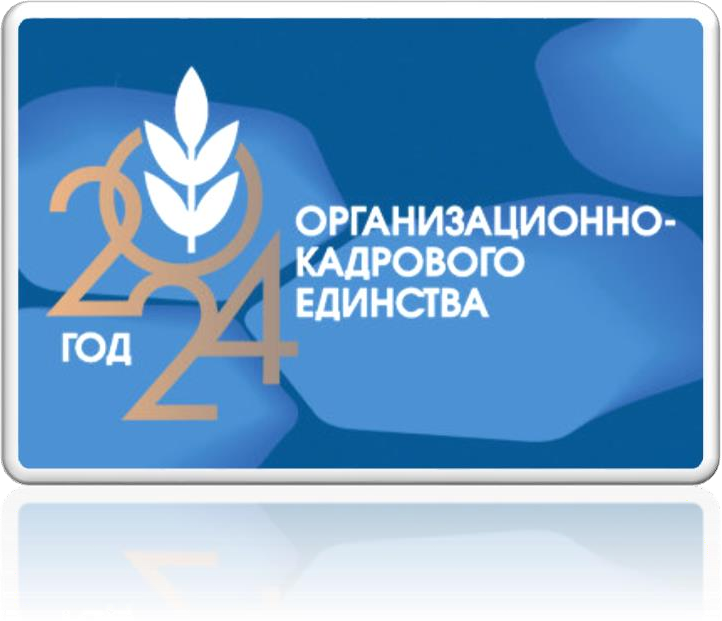 2024
ГОД
ОРГАНИЗАЦИОННО-
КАДРОВОГО
ЕДИНСТВА